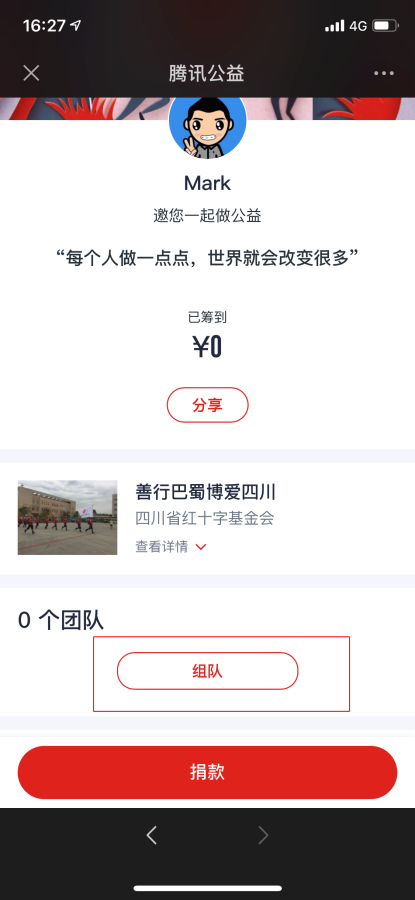 16:27
4G
腾讯公益
Mark
邀您一起做公益
“每个人做一点点，世界就会改变很多”
已筹到
¥0
分享
善行巴蜀博爱四川
四川省红十字基金会
查看详情
0 个团队
组队
捐款